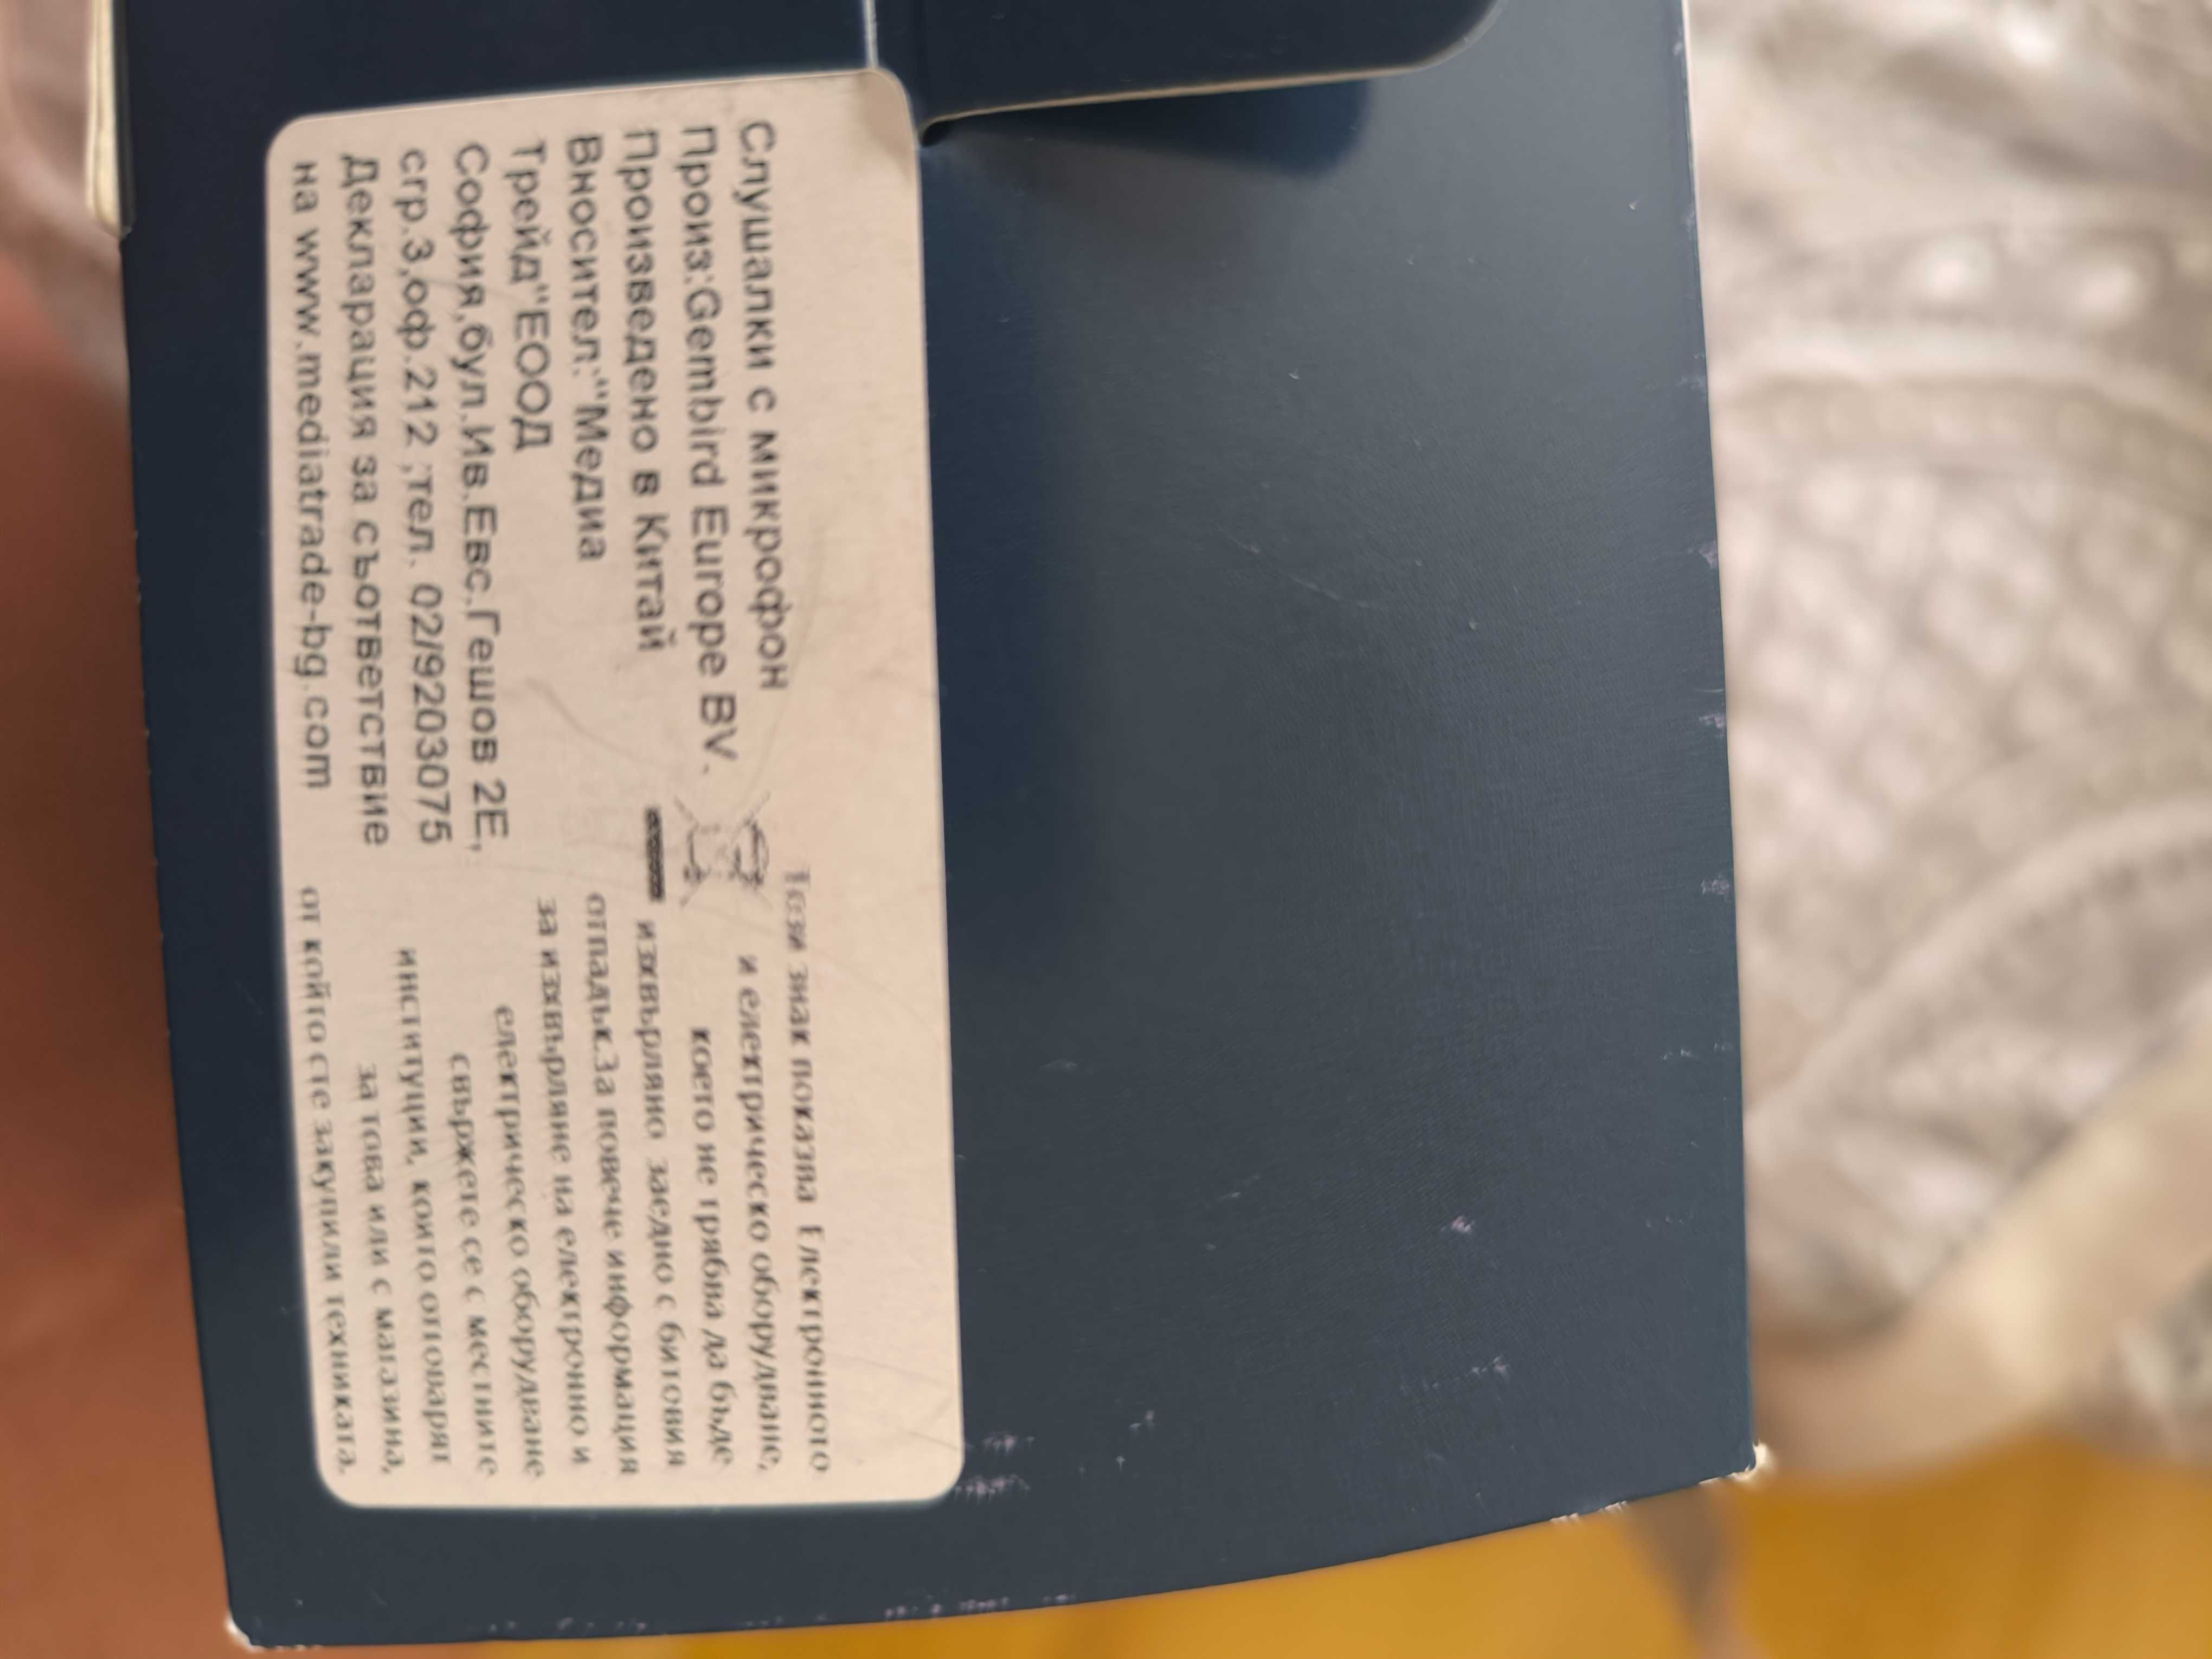 Слушалки с микрофон
Произ:Gembird Europe BV.
Произведено в Китай
Вносител:"Медиа
Трейд"ЕООД
София,бул.Ив.Евс.Гешов 2Е,
сгр.3,оф.212 ,тел. 02/9203075
Декларация за съответствие
на www.mediatrade-bg.com
Този знак показва Електронното
и електрическо оборудване,
което не трябва да бъде
изхвърляно заедно с битовия
отпадък.За повече информация
за изхвърляне на електронно и
електрическо оборудване
свържете се с местните
институции, които отговарят
за това или с магазина,
от който сте закупили техниката.